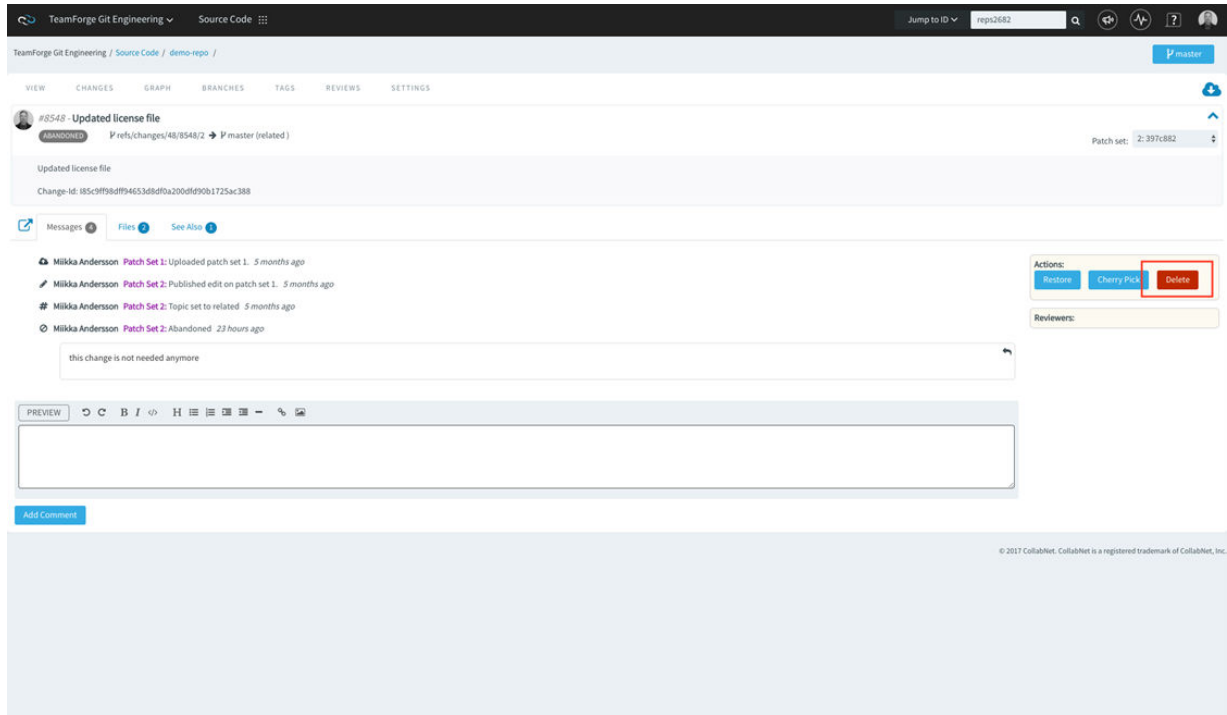 TeamForge Git Engineering Source Code Jump to ID reps2682
TeamForge Git Engineering / Source Code / demo-repo /
master
VIEW CHANGES GRAPH BRANCHES TAGS REVIEWS SETTINGS
#8548 - Updated license file
ABANDONED refs/changes/48/8548/2 → master (related )
Patch set: 2: 397c882
Updated license file
Change-Id: I85c9ff98dff94653d8df0a200dfd90b1725ac388
Messages 4 Files 2 See Also 1
Miikka Andersson Patch Set 1: Uploaded patch set 1. 5 months ago
Miikka Andersson Patch Set 2: Published edit on patch set 1. 5 months ago
# Miikka Andersson Patch Set 2: Topic set to related 5 months ago
Miikka Andersson Patch Set 2: Abandoned 23 hours ago
this change is not needed anymore
Actions:
Restore Cherry Pick Delete
Reviewers:
PREVIEW B I </> H
Add Comment
© 2017 CollabNet. CollabNet is a registered trademark of CollabNet, Inc.